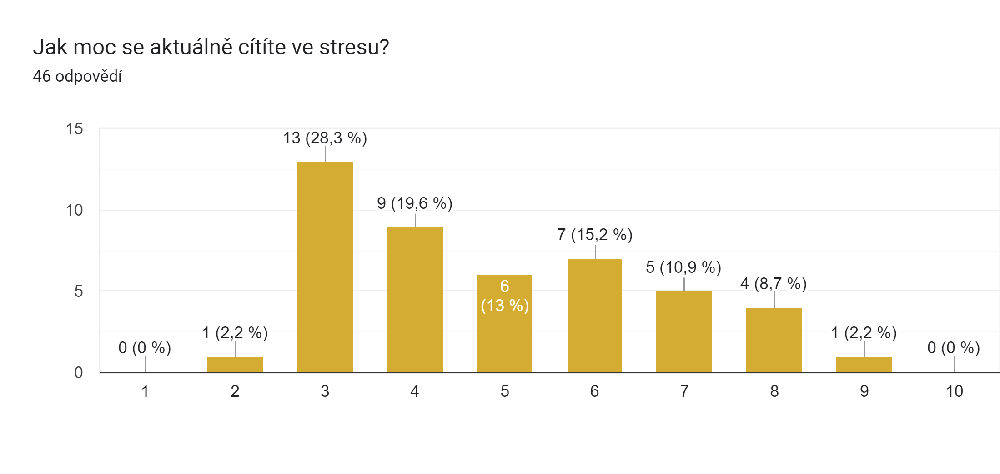 Jak moc se aktuálně cítíte ve stresu?
46 odpovědí
15
10
5
0
0 (0 %)
1 (2,2 %)
13 (28,3 %)
9 (19,6 %)
6
(13 %)
7 (15,2 %)
5 (10,9 %)
4 (8,7 %)
1 (2,2 %)
0 (0 %)
1 2 3 4 5 6 7 8 9 10